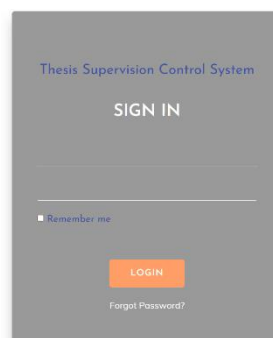 Thesis Supervision Control System
SIGN IN
Remember me
LOGIN
Forgot Password?